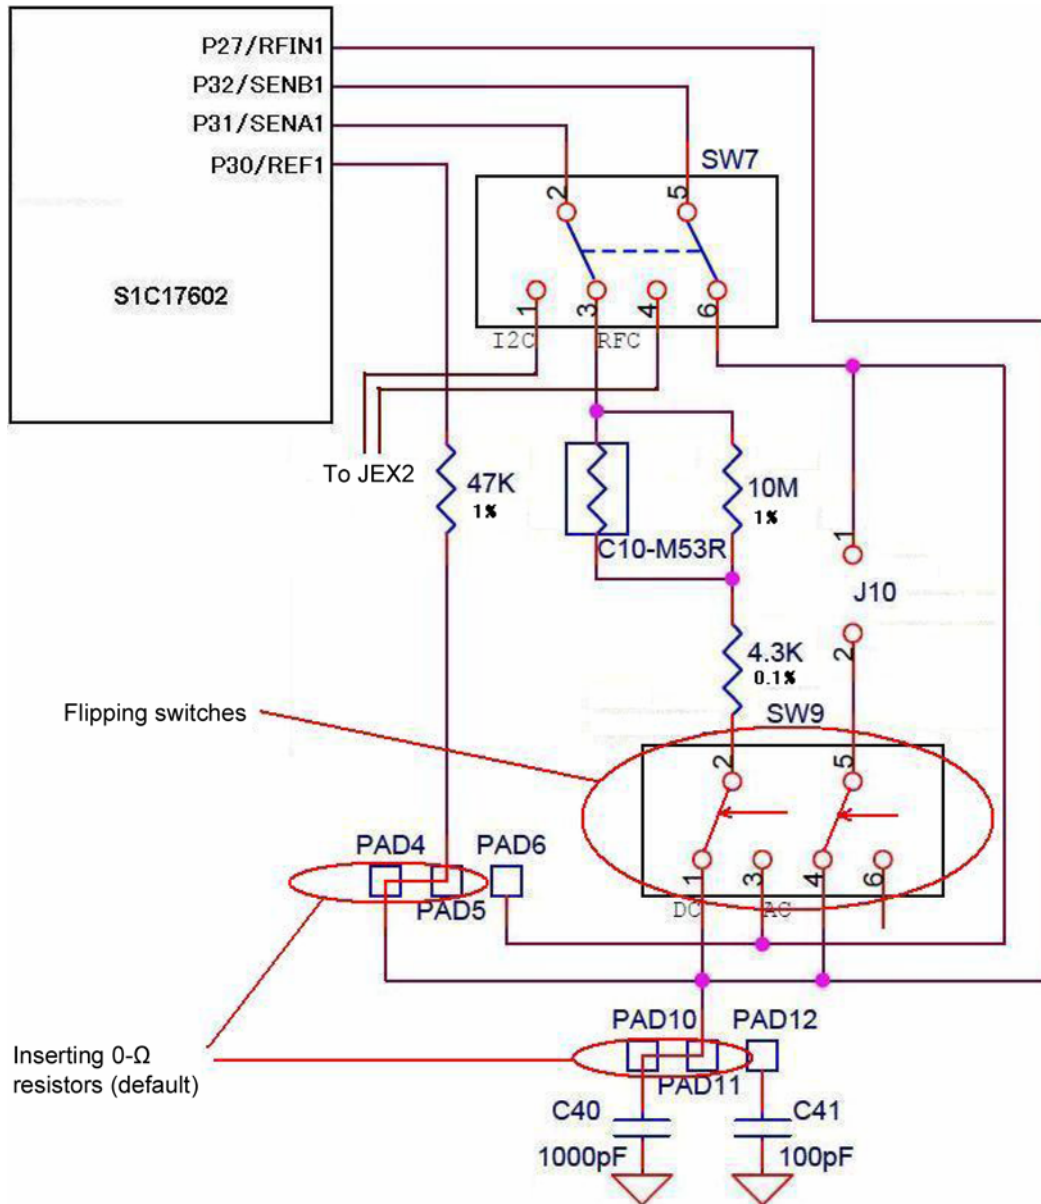 P27/RFIN1
P32/SENB1
P31/SENA1
P30/REF1
S1C17602
SW7
2
5
1
3
4
6
I2C
RFC
To JEX2
47K
1%
C10-M53R
10M
1%
1
J10
2
4.3K
0.1%
Flipping switches
SW9
2
5
1
3
4
6
DC
AC
PAD4
PAD5
PAD6
Inserting 0-Ω
resistors (default)
PAD10
PAD11
PAD12
C40
1000pF
C41
100pF